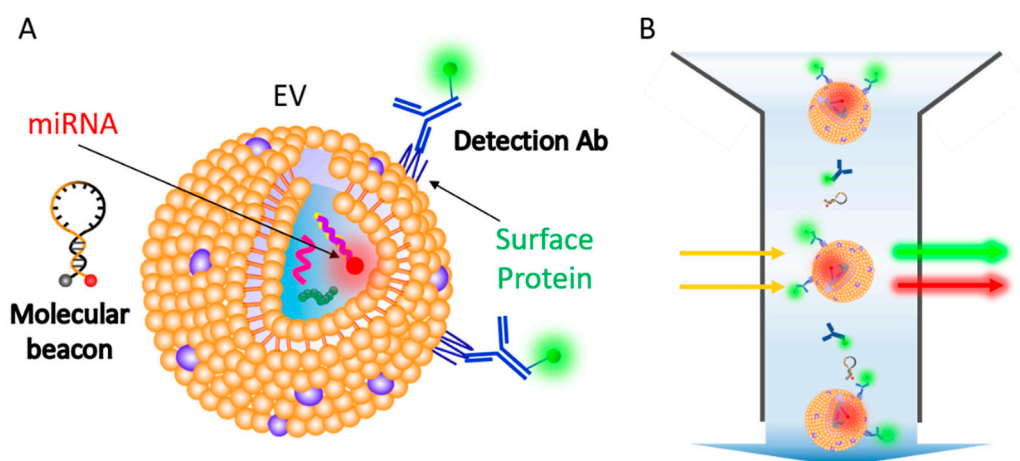 A
B
EV
miRNA
Detection Ab
Surface
Protein
Molecular
beacon